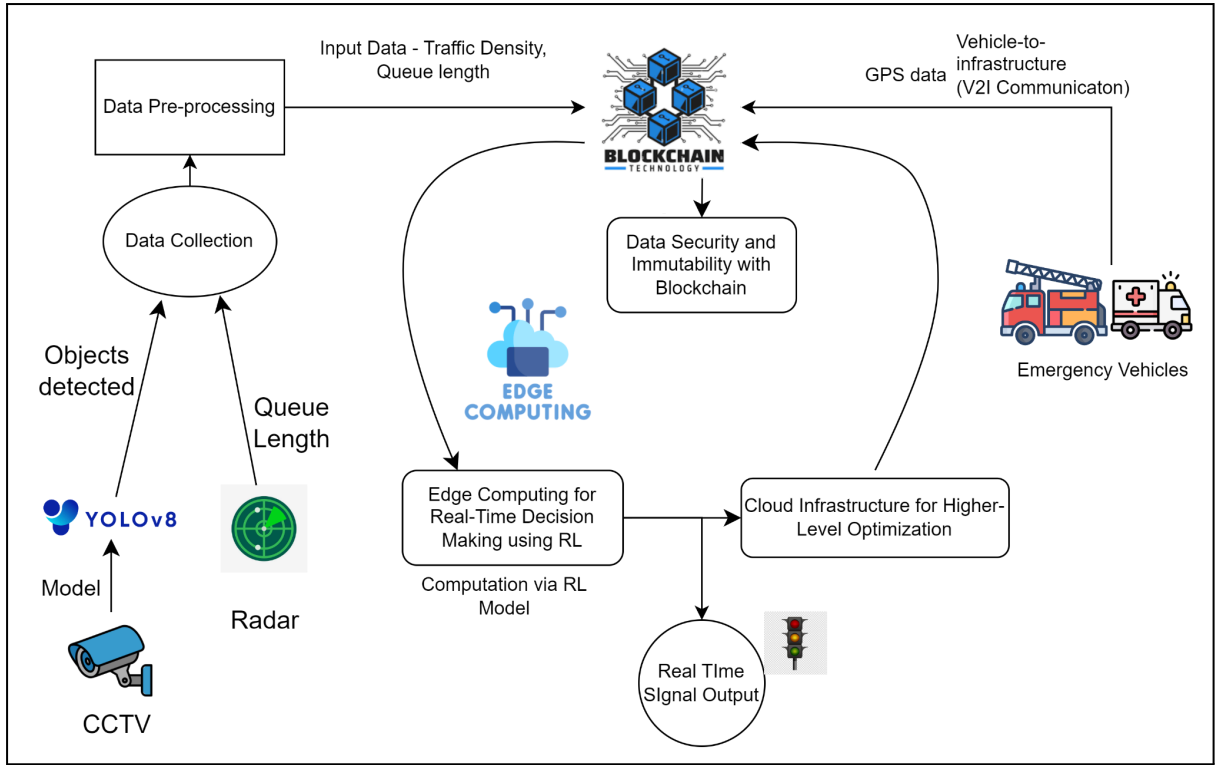 Input Data - Traffic Density,
Queue length
Vehicle-to-
infrastructure
(V2I Communicaton)
GPS data
Data Pre-processing
BLOCKCHAIN
TECHNOLOGY
Data Collection
Data Security and
Immutability with
Blockchain
Objects
detected
Queue
Length
EDGE
COMPUTING
Emergency Vehicles
YOLOv8
Edge Computing for
Real-Time Decision
Making using RL
Cloud Infrastructure for Higher-
Level Optimization
Model
Computation via RL
Model
Radar
Real TIme
SIgnal Output
CCTV